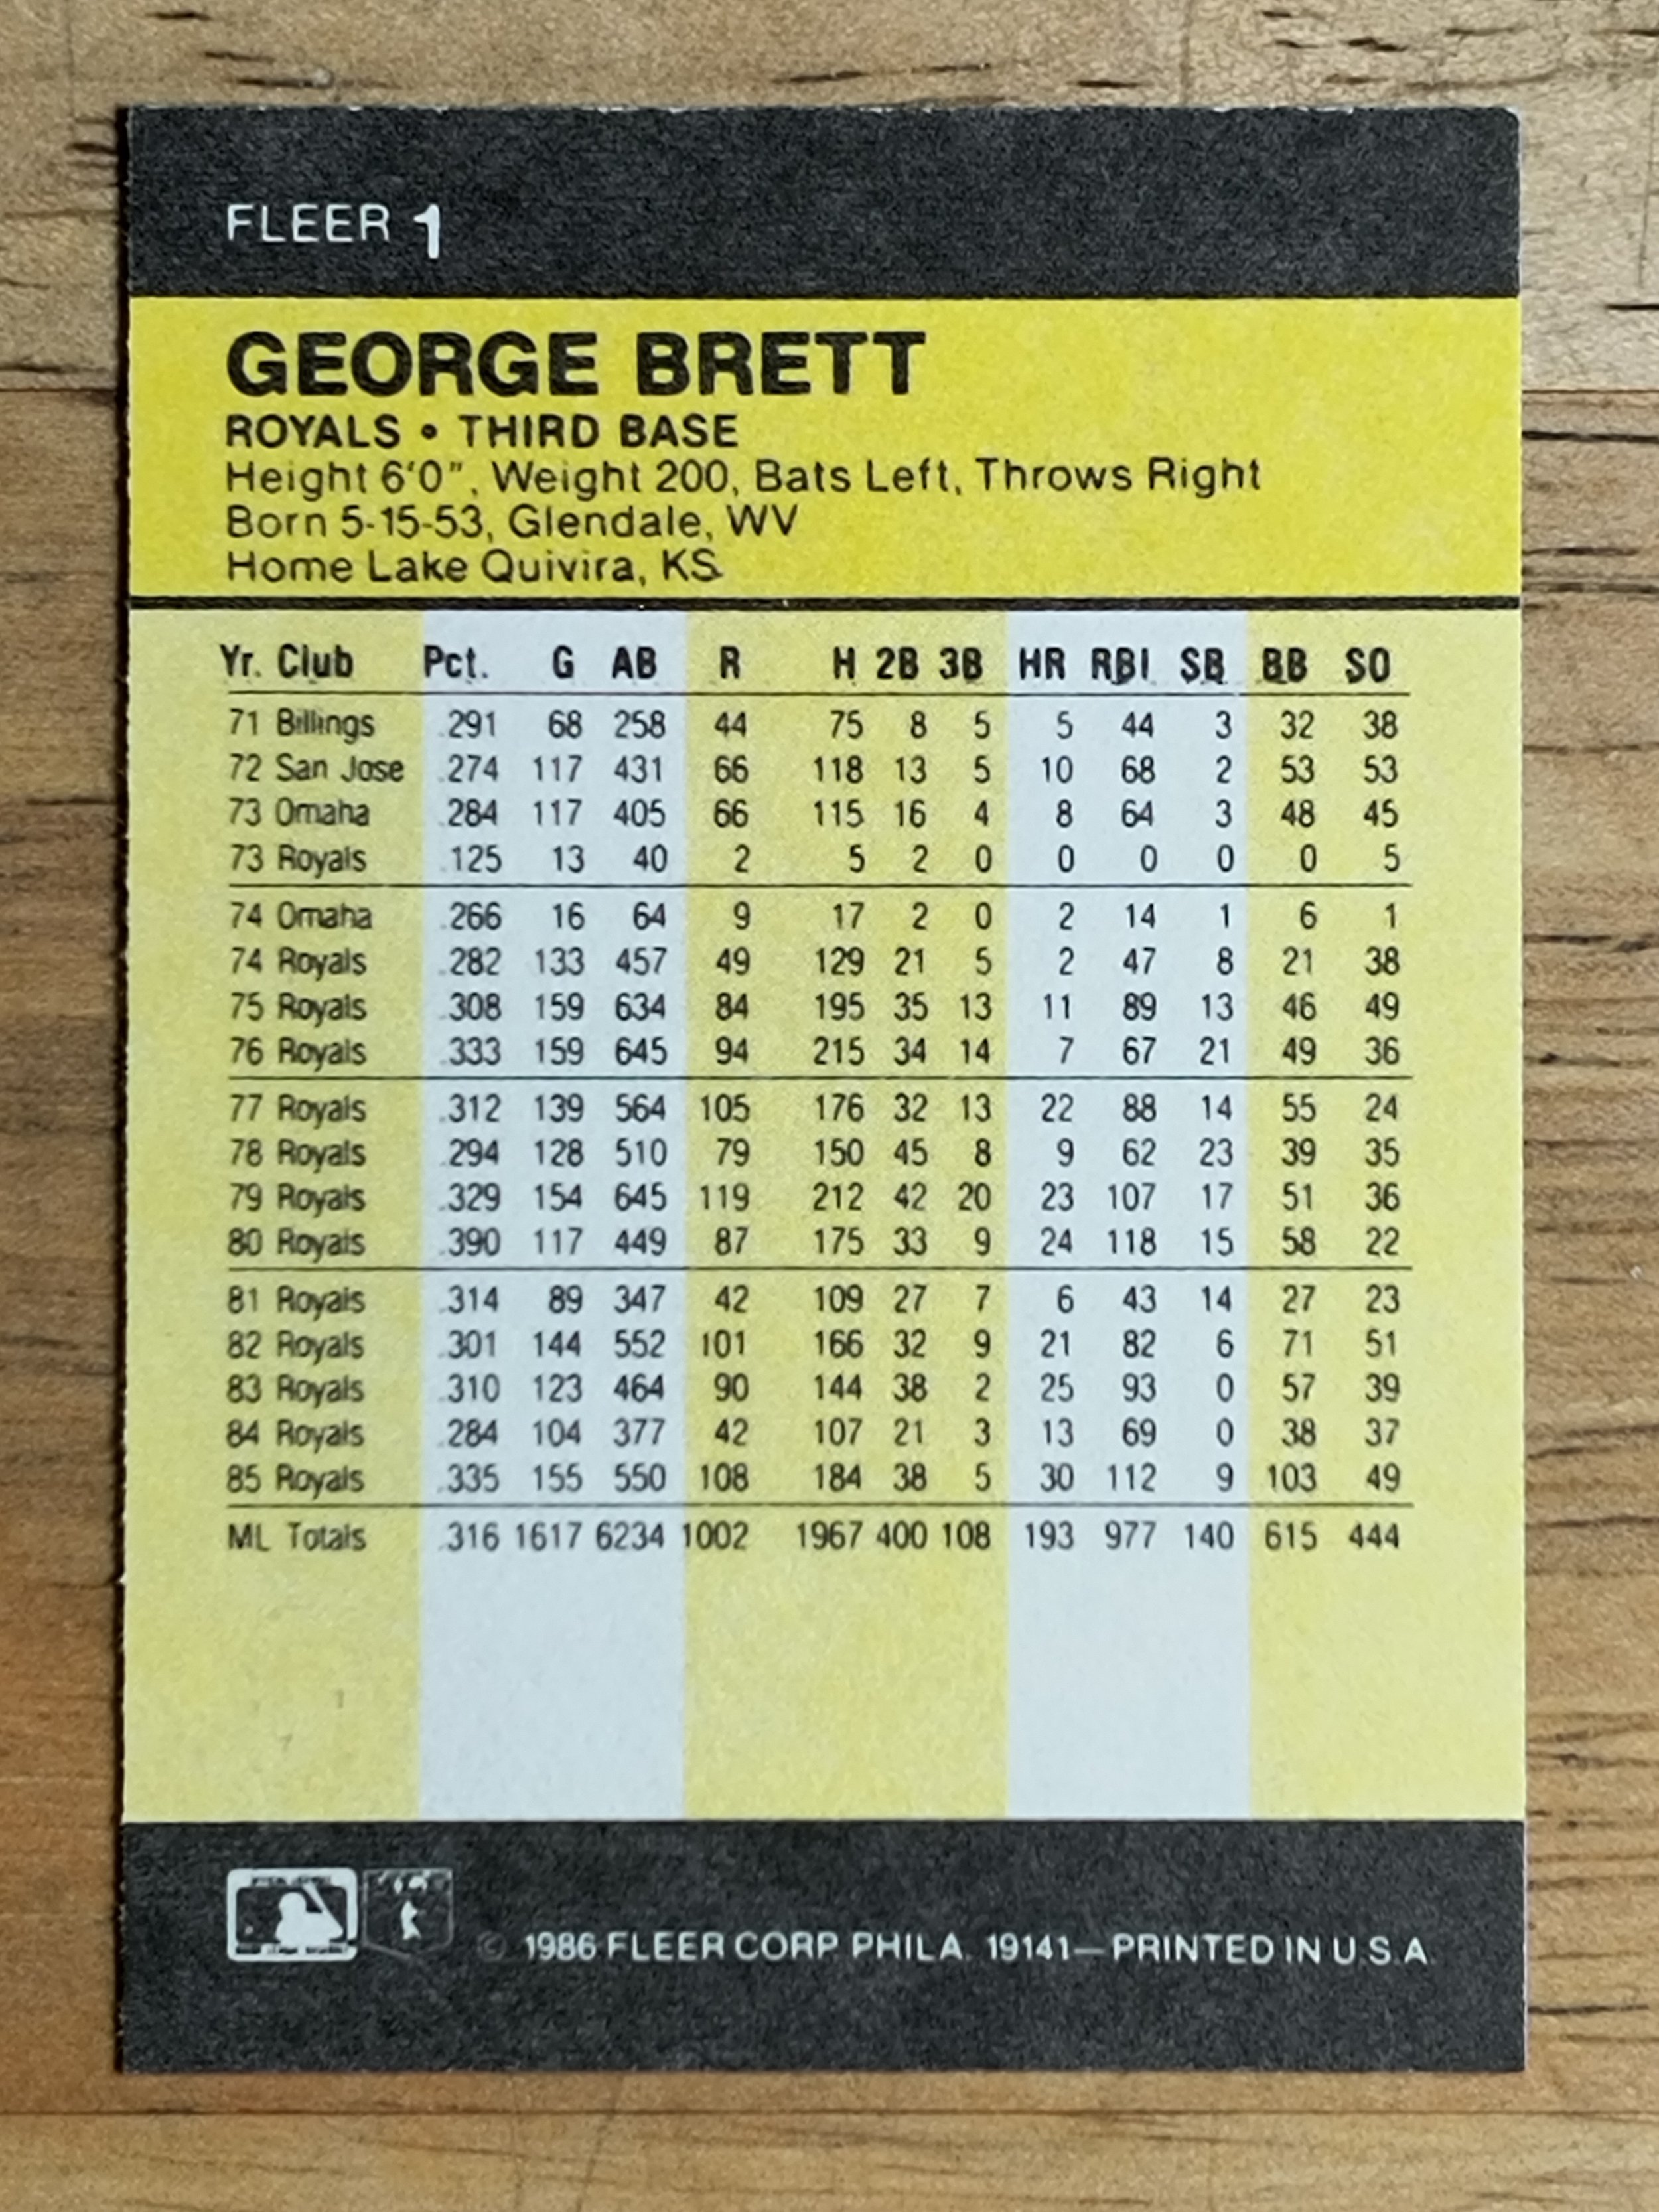 FLEER 1
GEORGE BRETT
ROYALS • THIRD BASE
Height 6'0", Weight 200, Bats Left, Throws Right
Born 5-15-53, Glendale, WV
Home Lake Quivira, KS
Yr. Club Pct. G AB R H 2B 3B HR RBI SB BB SO
71 Billings .291 68 258 44 75 8 5 5 44 3 32 38
72 San Jose .274 117 431 66 118 13 5 10 68 2 53 53
73 Omaha .284 117 405 66 115 16 4 8 64 3 48 45
73 Royals .125 13 40 2 5 2 0 0 0 0 0 5
74 Omaha .266 16 64 9 17 2 0 2 14 1 6 1
74 Royals .282 133 457 49 129 21 5 2 47 8 21 38
75 Royals .308 159 634 84 195 35 13 11 89 13 46 49
76 Royals .333 159 645 94 215 34 14 7 67 21 49 36
77 Royals .312 139 564 105 176 32 13 22 88 14 55 24
78 Royals .294 128 510 79 150 45 8 9 62 23 39 35
79 Royals .329 154 645 119 212 42 20 23 107 17 51 36
80 Royals .390 117 449 87 175 33 9 24 118 15 58 22
81 Royals .314 89 347 42 109 27 7 6 43 14 27 23
82 Royals .301 144 552 101 166 32 9 21 82 6 71 51
83 Royals .310 123 464 90 144 38 2 25 93 0 57 39
84 Royals .284 104 377 42 107 21 3 13 69 0 38 37
85 Royals .335 155 550 108 184 38 5 30 112 9 103 49
ML Totals .316 1617 6234 1002 1967 400 108 193 977 140 615 444
© 1986 FLEER CORP PHILA. 19141—PRINTED IN U.S.A.